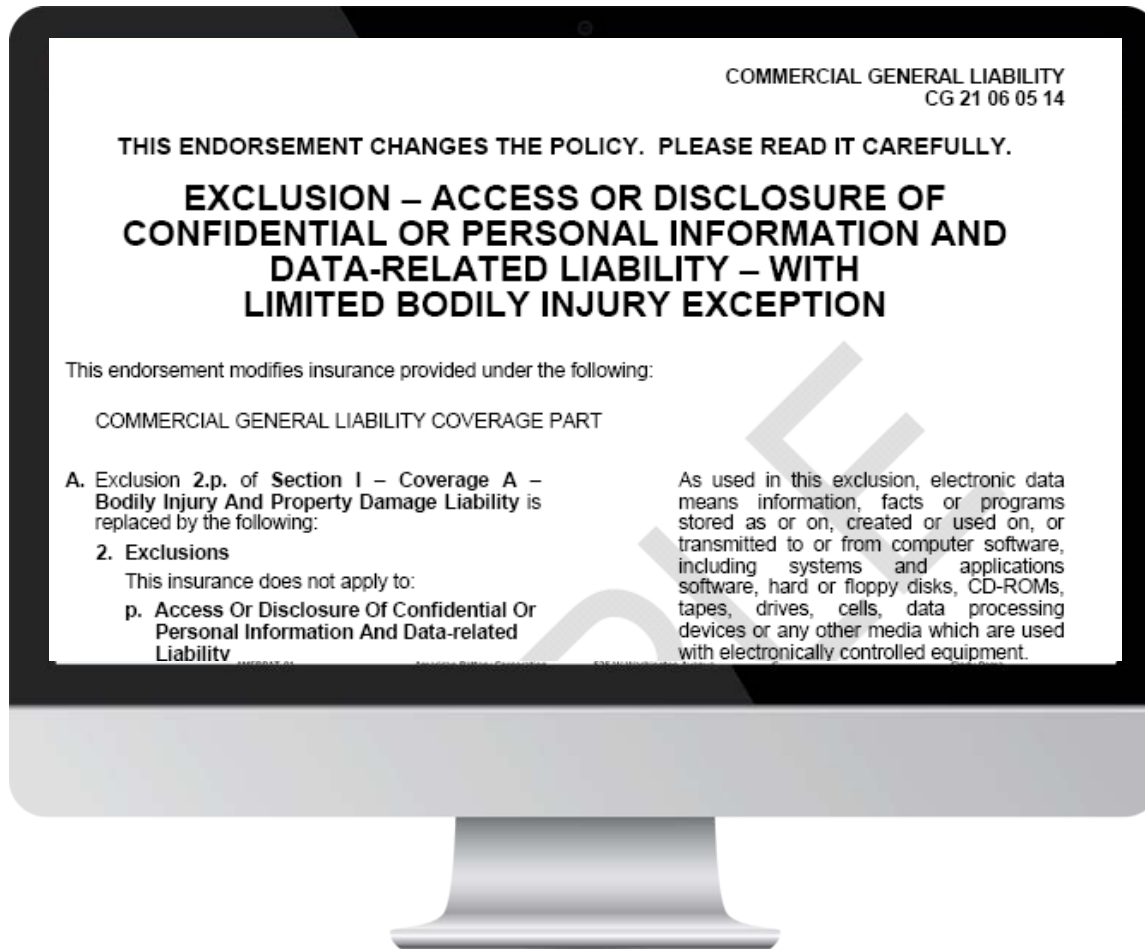 COMMERCIAL GENERAL LIABILITY
CG 21 06 05 14
THIS ENDORSEMENT CHANGES THE POLICY. PLEASE READ IT CAREFULLY.
EXCLUSION – ACCESS OR DISCLOSURE OF
CONFIDENTIAL OR PERSONAL INFORMATION AND
DATA-RELATED LIABILITY – WITH
LIMITED BODILY INJURY EXCEPTION
This endorsement modifies insurance provided under the following:
COMMERCIAL GENERAL LIABILITY COVERAGE PART
A. Exclusion 2.p. of Section I – Coverage A –
Bodily Injury And Property Damage Liability is
replaced by the following:
2. Exclusions
This insurance does not apply to:
p. Access Or Disclosure Of Confidential Or
Personal Information And Data-related
Liability
As used in this exclusion, electronic data
means information, facts or programs
stored as or on, created or used on, or
transmitted to or from computer software,
including systems and applications
software, hard or floppy disks, CD-ROMs,
tapes, drives, cells, data processing
devices or any other media which are used
with electronically controlled equipment.